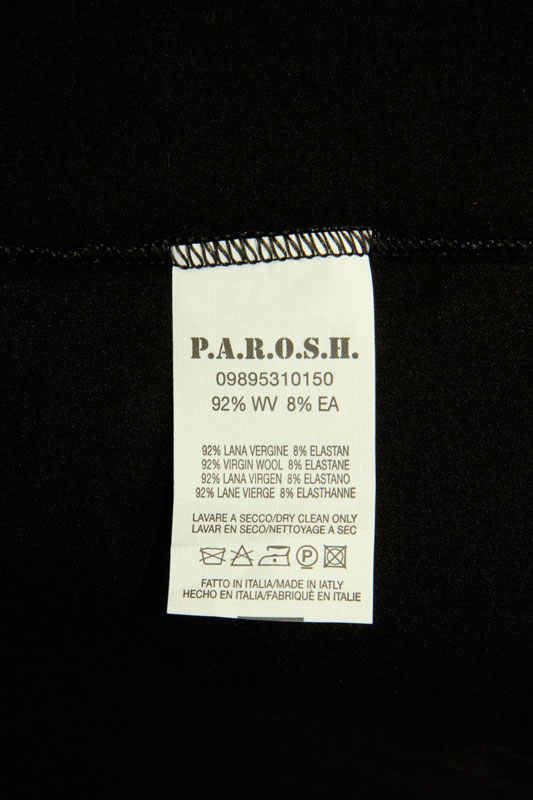 P.A.R.O.S.H.
09895310150
92% WV 8% EA
92% LANA VERGINE 8% ELASTAN
92% VIRGIN WOOL 8% ELASTANE
92% LANA VIRGEN 8% ELASTANO
92% LANE VIERGE 8% ELASTHANNE
LAVARE A SECCO/DRY CLEAN ONLY
LAVAR EN SECO/NETTOYAGE A SEC
P
FATTO IN ITALIA/MADE IN IATLY
HECHO EN ITALIA/FABRIQUÉ EN ITALIE